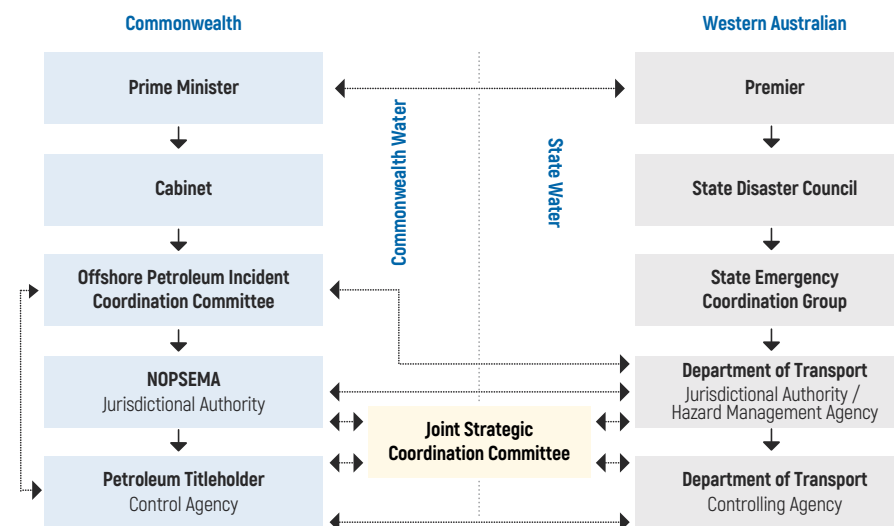 Commonwealth
Western Australian
Prime Minister
Premier
Commonwealth Water
State Water
Cabinet
State Disaster Council
Offshore Petroleum Incident
Coordination Committee
State Emergency
Coordination Group
NOPSEMA
Jurisdictional Authority
Department of Transport
Jurisdictional Authority /
Hazard Management Agency
Joint Strategic
Coordination Committee
Petroleum Titleholder
Control Agency
Department of Transport
Controlling Agency